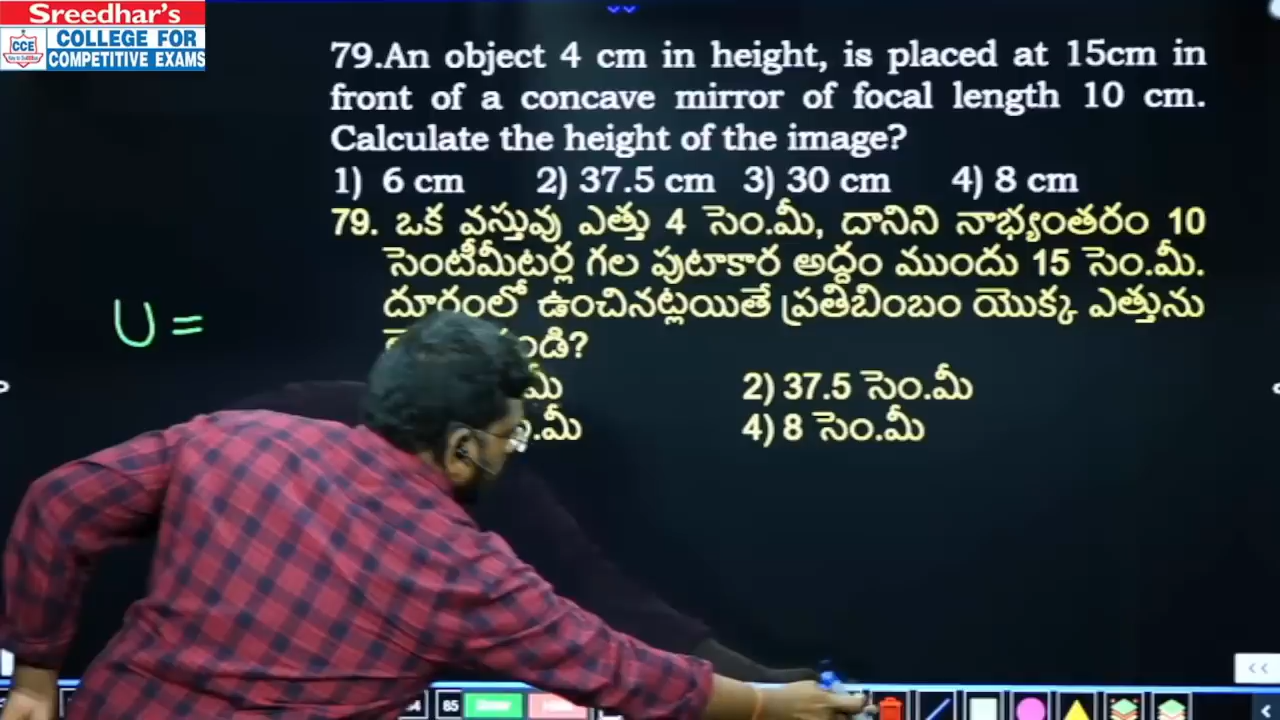 Sreedhar's
CCE
COLLEGE FOR
COMPETITIVE EXAMS
79.An object 4 cm in height, is placed at 15cm in
front of a concave mirror of focal length 10 cm.
Calculate the height of the image?
1) 6 cm 2) 37.5 cm 3) 30 cm 4) 8 cm
79. ఒక వస్తువు ఎత్తు 4 సెం.మీ, దానిని నాభ్యంతరం 10
సెంటీమీటర్ల గల పుటాకార అద్దం ముందు 15 సెం.మీ.
దూరంలో ఉంచినట్లయితే ప్రతిబింబం యొక్క ఎత్తును
U =
2) 37.5 సెం.మీ
4) 8 సెం.మీ
85